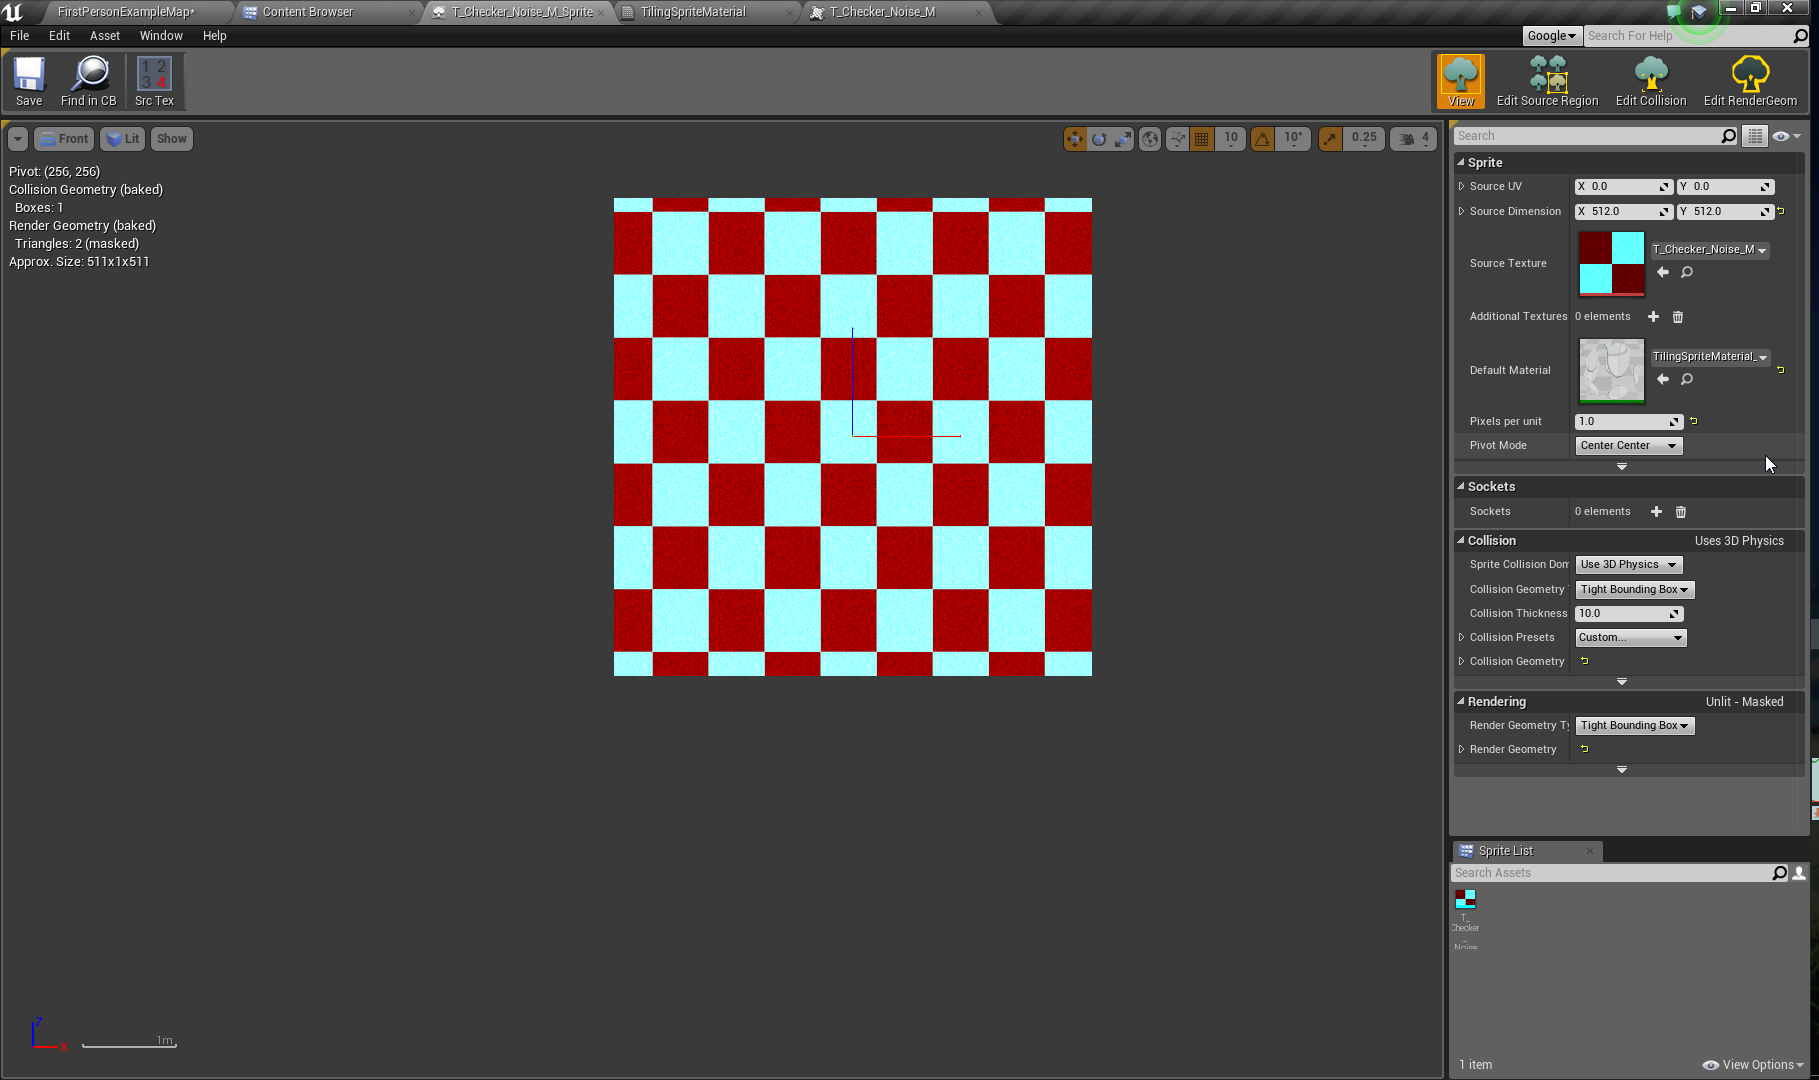 FirstPersonExampleMap*
Content Browser
T_Checker_Noise_M_Sprite
TilingSpriteMaterial
T_Checker_Noise_M
File Edit Asset Window Help
Google
Search For Help
Save
Find in CB
1 2
3 4
Src Tex
View
Edit Source Region
Edit Collision
Edit RenderGeom
Front
Lit
Show
10
10°
0.25
4
Search
Pivot: (256, 256)
Collision Geometry (baked)
Boxes: 1
Render Geometry (baked)
Triangles: 2 (masked)
Approx. Size: 511x1x511
Sprite
Source UV X 0.0 Y 0.0
Source Dimension X 512.0 Y 512.0
Source Texture T_Checker_Noise_M
Additional Textures 0 elements
Default Material TilingSpriteMaterial_
Pixels per unit 1.0
Pivot Mode Center Center
Sockets
Sockets 0 elements
Collision Uses 3D Physics
Sprite Collision Dom Use 3D Physics
Collision Geometry Tight Bounding Box
Collision Thickness 10.0
Collision Presets Custom...
Collision Geometry
Rendering Unlit - Masked
Render Geometry Ty Tight Bounding Box
Render Geometry
Sprite List
Search Assets
T_
Checker
_
Noise
1 item
View Options
Z
X
1m